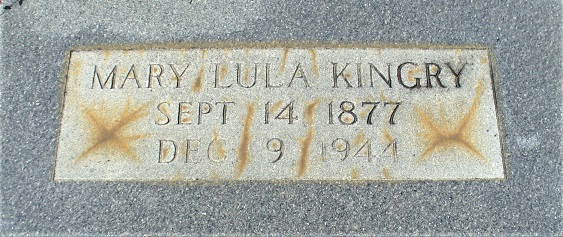 MARY LULA KINGRY
SEPT 14 1877
DEC 9 1944